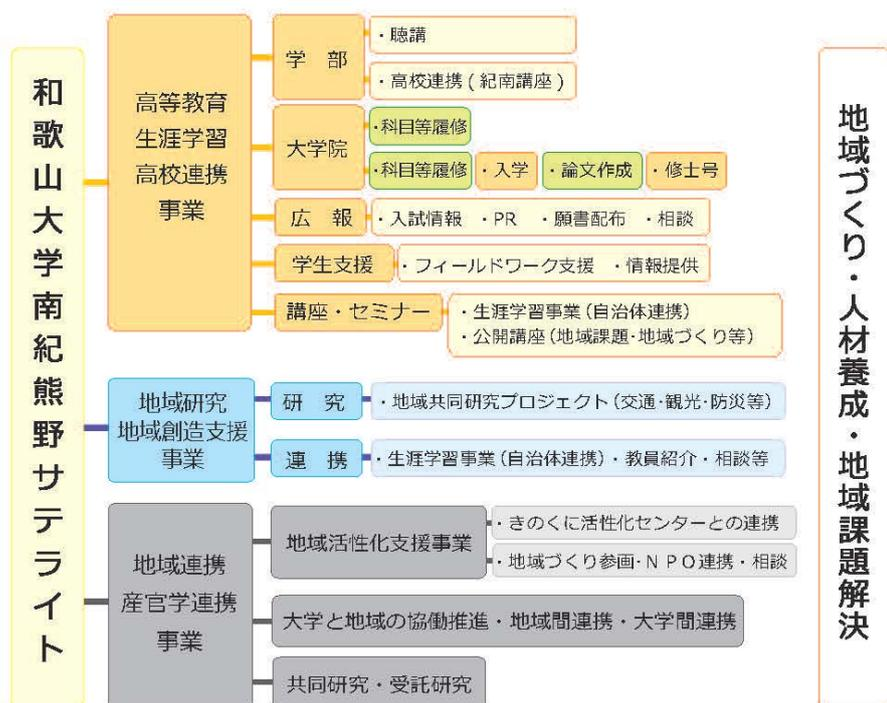 和歌山大学南紀熊野サテライト
高等教育
生涯学習
高校連携
事業
学 部
・聴講
・高校連携(紀南講座)
大学院
・科目等履修
・科目等履修
・入学
・論文作成
・修士号
広 報
・入試情報 ・PR ・願書配布 ・相談
学生支援
・フィールドワーク支援 ・情報提供
講座・セミナー
・生涯学習事業(自治体連携)
・公開講座(地域課題・地域づくり等)
地域研究
地域創造支援
事業
研 究
・地域共同研究プロジェクト(交通・観光・防災等)
連 携
・生涯学習事業(自治体連携)・教員紹介・相談等
地域連携
産官学連携
事業
地域活性化支援事業
・きのくに活性化センターとの連携
・地域づくり参画・NPO連携・相談
大学と地域の協働推進・地域間連携・大学間連携
共同研究・受託研究
地域づくり・人材養成・地域課題解決